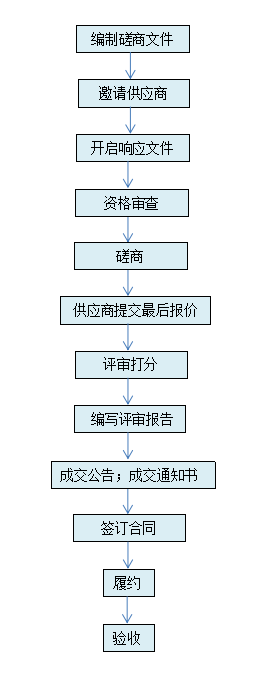 编制磋商文件
邀请供应商
开启响应文件
资格审查
磋商
供应商提交最后报价
评审打分
编写评审报告
成交公告；成交通知书
签订合同
履约
验收